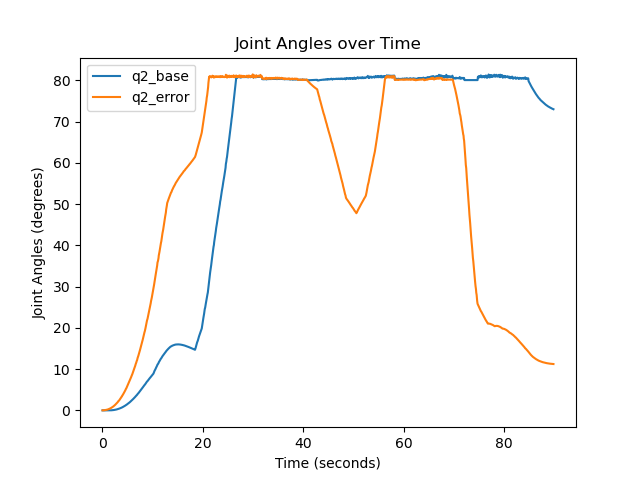 Joint Angles over Time
q2_base
q2_error
80
70
60
50
40
30
20
10
0
Joint Angles (degrees)
0 20 40 60 80
Time (seconds)